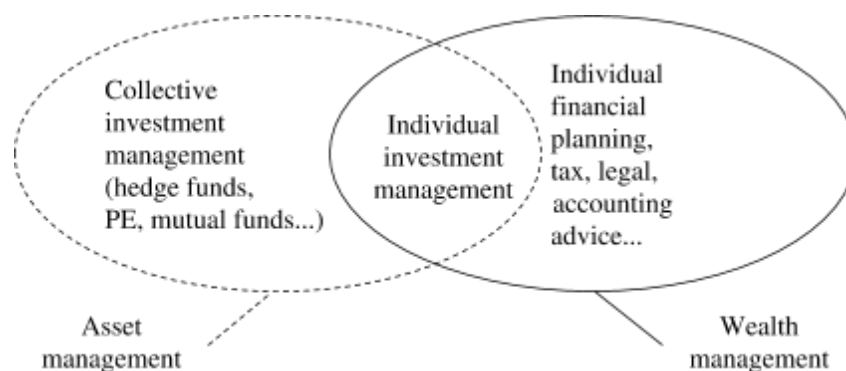 Collective
investment
management
(hedge funds,
PE, mutual funds...)
Individual
investment
management
Individual
financial
planning,
tax, legal,
accounting
advice...
Asset
management
Wealth
management